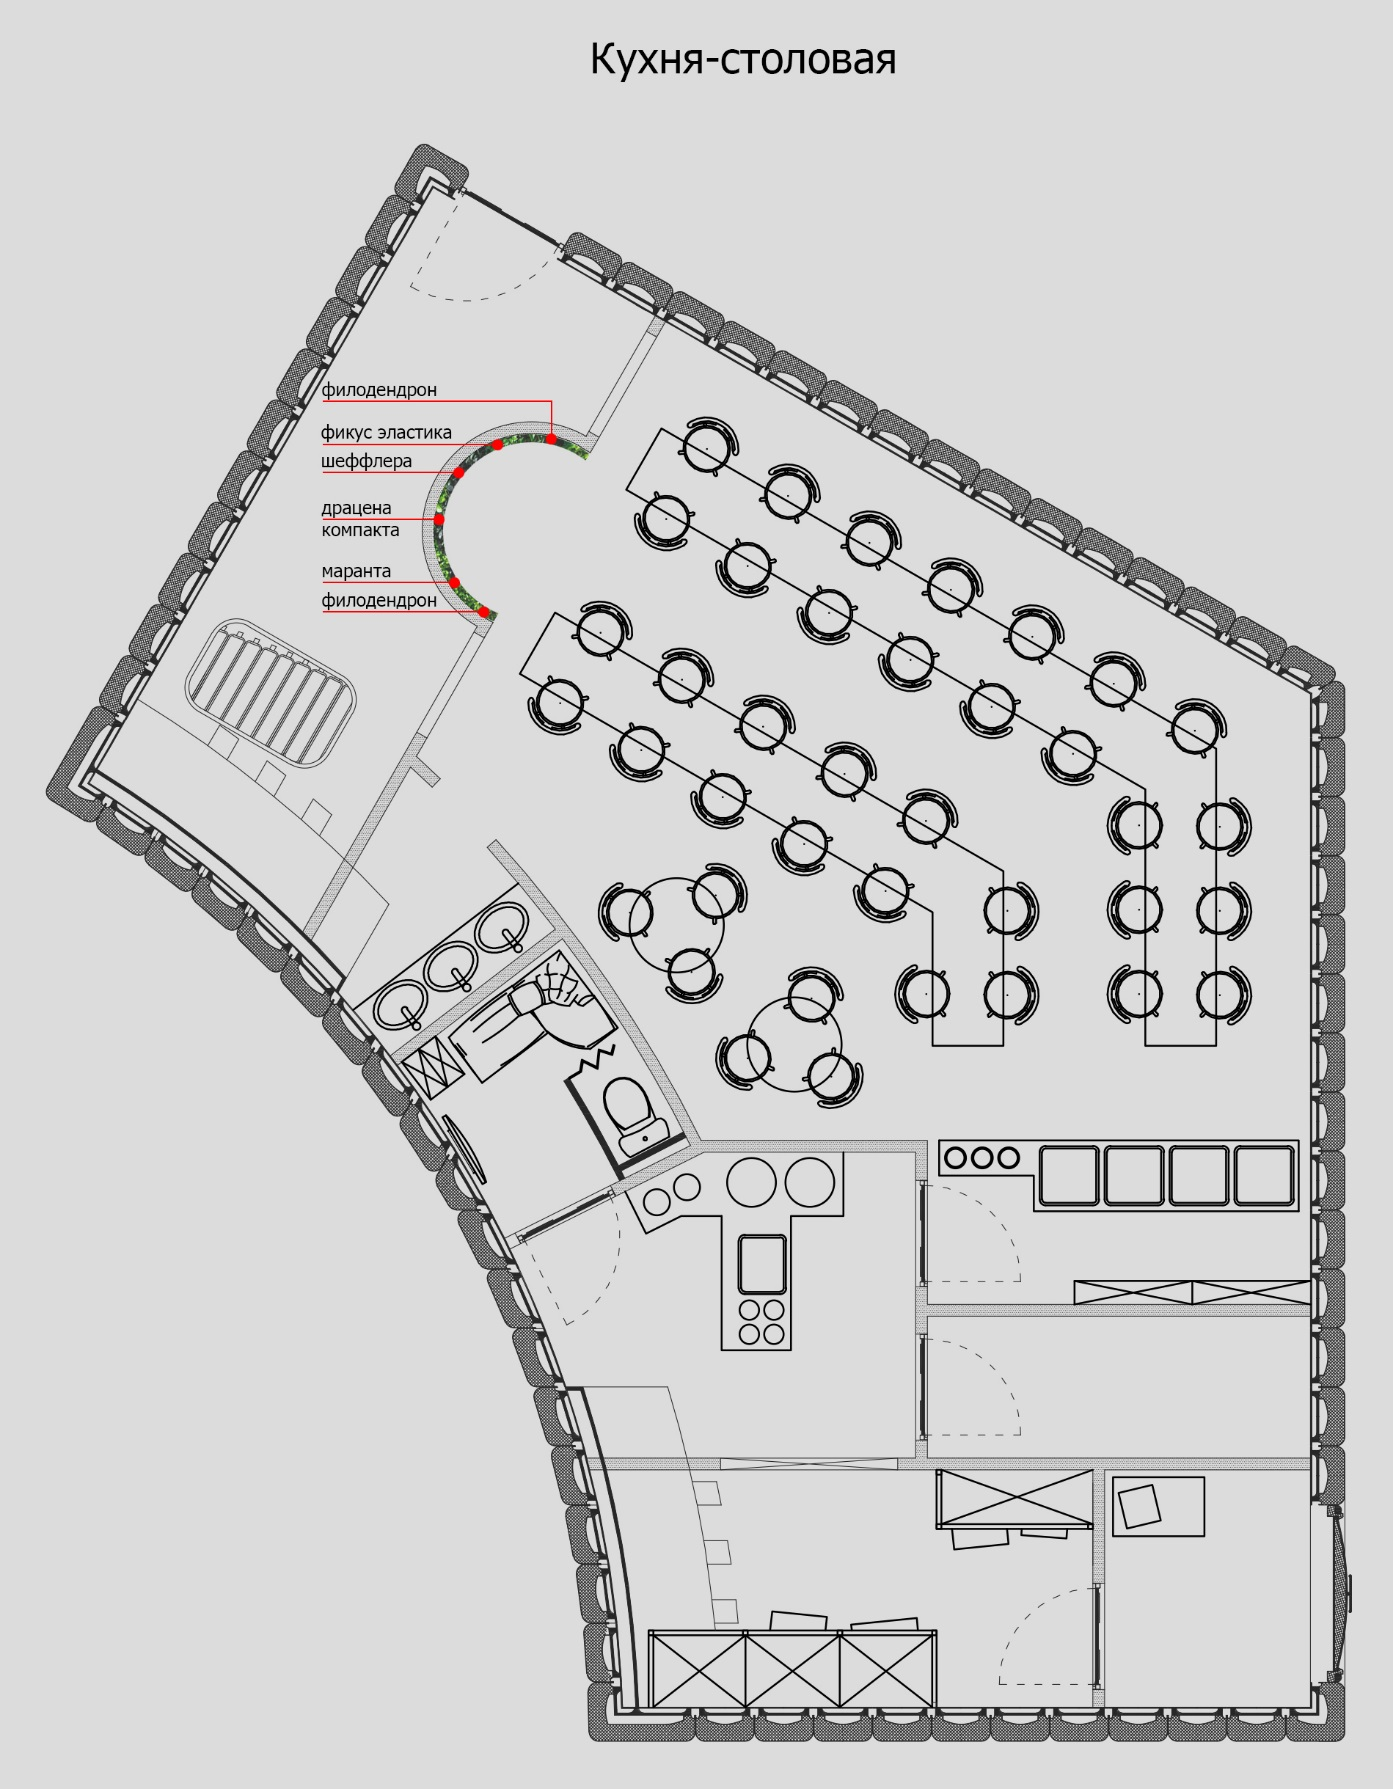 Кухня-столовая
филодендрон
фикус эластика
шеффлера
драцена
компакта
маранта
филодендрон